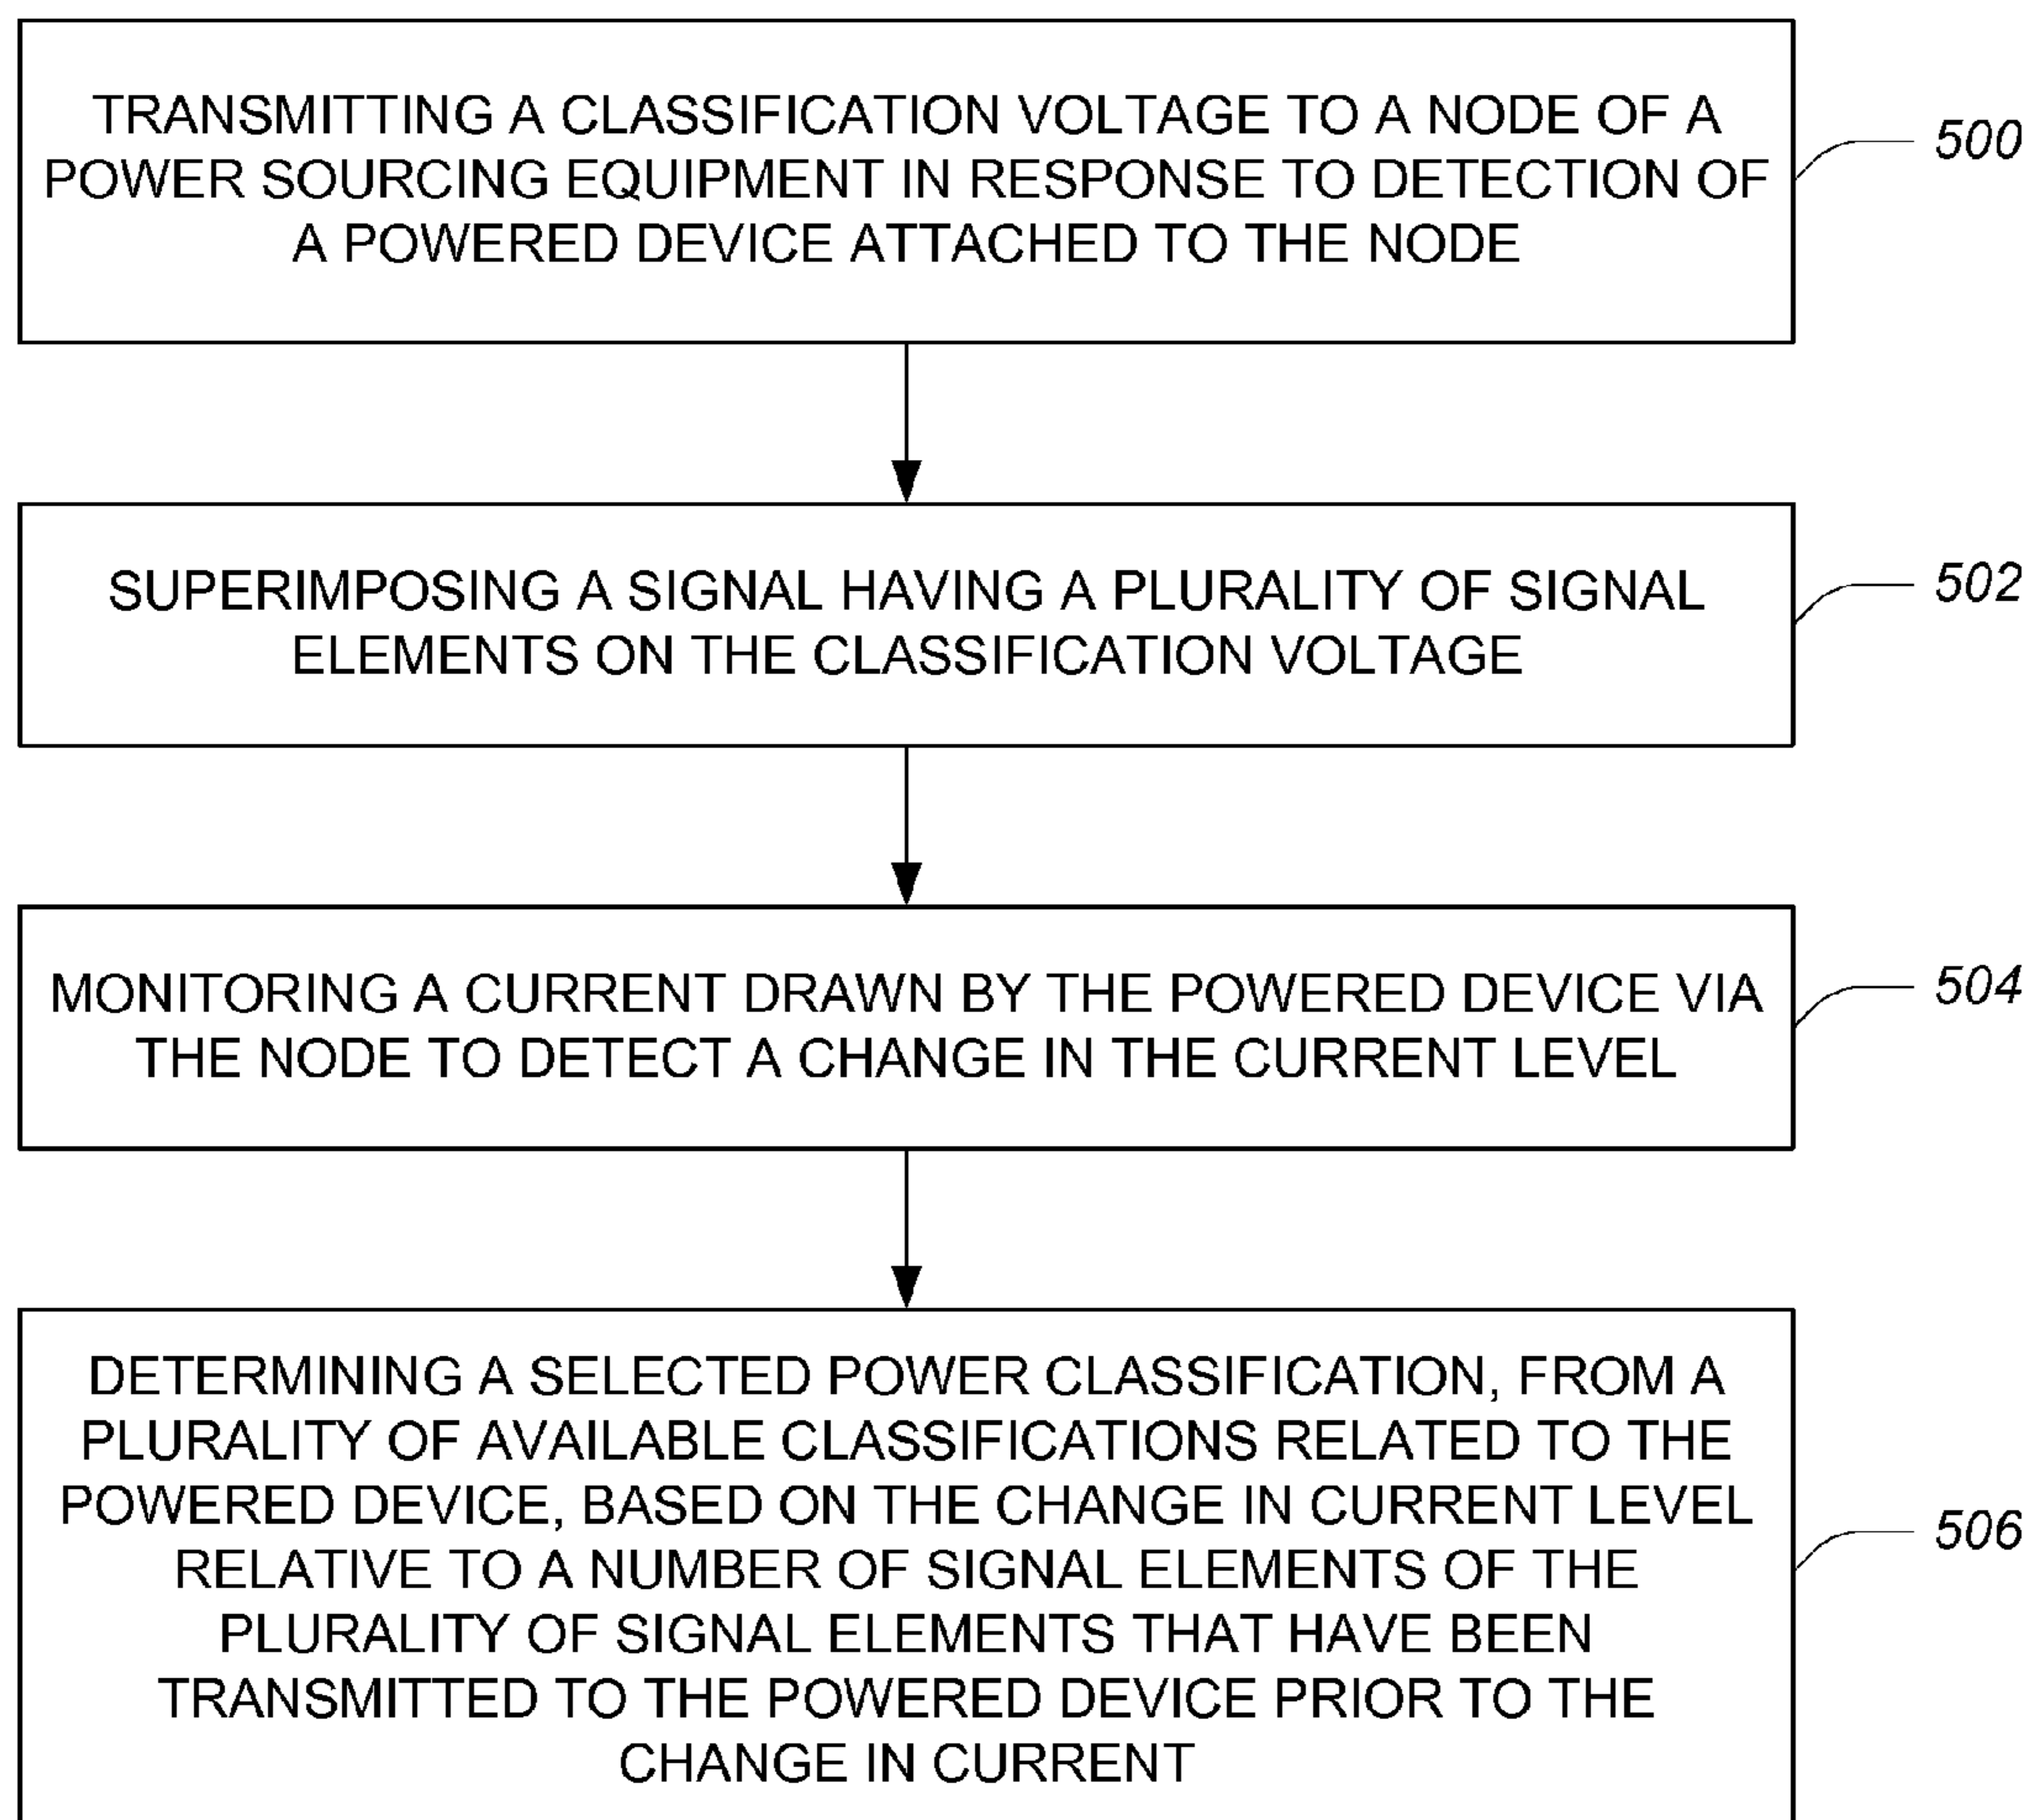 TRANSMITTING A CLASSIFICATION VOLTAGE TO A NODE OF A
POWER SOURCING EQUIPMENT IN RESPONSE TO DETECTION OF
A POWERED DEVICE ATTACHED TO THE NODE
500
SUPERIMPOSING A SIGNAL HAVING A PLURALITY OF SIGNAL
ELEMENTS ON THE CLASSIFICATION VOLTAGE
502
MONITORING A CURRENT DRAWN BY THE POWERED DEVICE VIA
THE NODE TO DETECT A CHANGE IN THE CURRENT LEVEL
504
DETERMINING A SELECTED POWER CLASSIFICATION, FROM A
PLURALITY OF AVAILABLE CLASSIFICATIONS RELATED TO THE
POWERED DEVICE, BASED ON THE CHANGE IN CURRENT LEVEL
RELATIVE TO A NUMBER OF SIGNAL ELEMENTS OF THE
PLURALITY OF SIGNAL ELEMENTS THAT HAVE BEEN
TRANSMITTED TO THE POWERED DEVICE PRIOR TO THE
CHANGE IN CURRENT
506